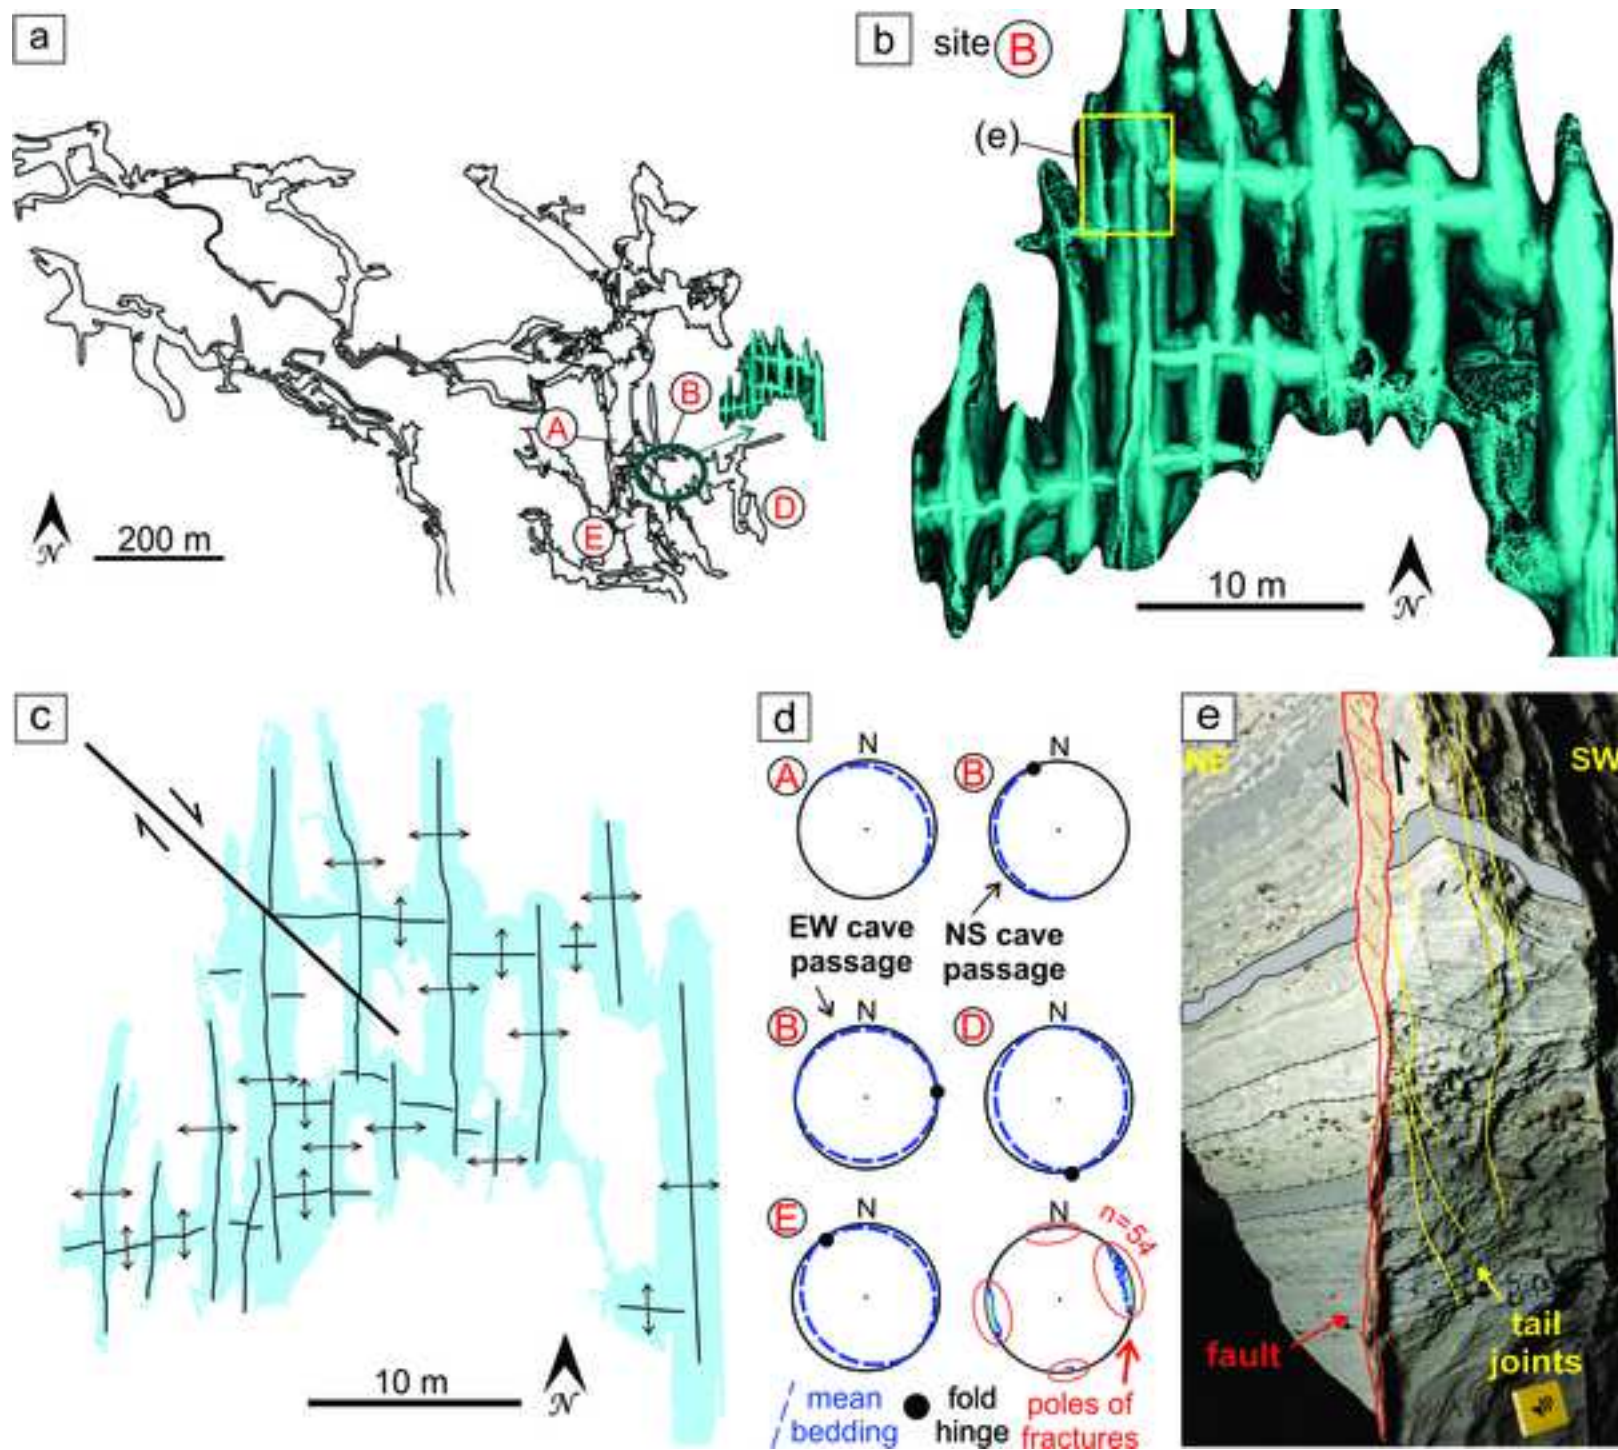 a
200 m
N
A
B
D
E
b
site B
(e)
10 m
N
c
10 m
N
d
N
N
A
B
EW cave
passage
NS cave
passage
N
N
B
D
N
N
E
n=54
mean
bedding
fold
hinge
poles of
fractures
e
NE
SW
fault
tail
joints